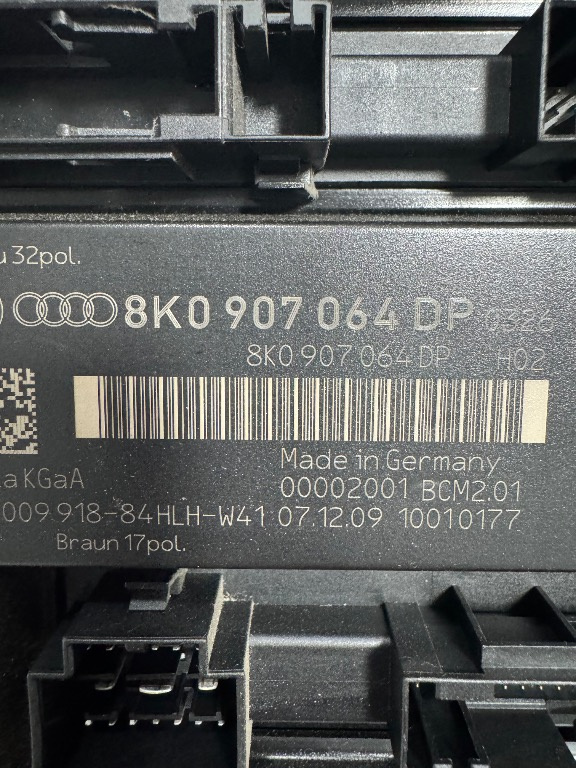 32pol.
8K0 907 064 DP 0326
8K0 907 064 DP H02
KGaA
Made in Germany
00002001 BCM2.01
009 918-84HLH-W41 07.12.09 10010177
Braun 17pol.